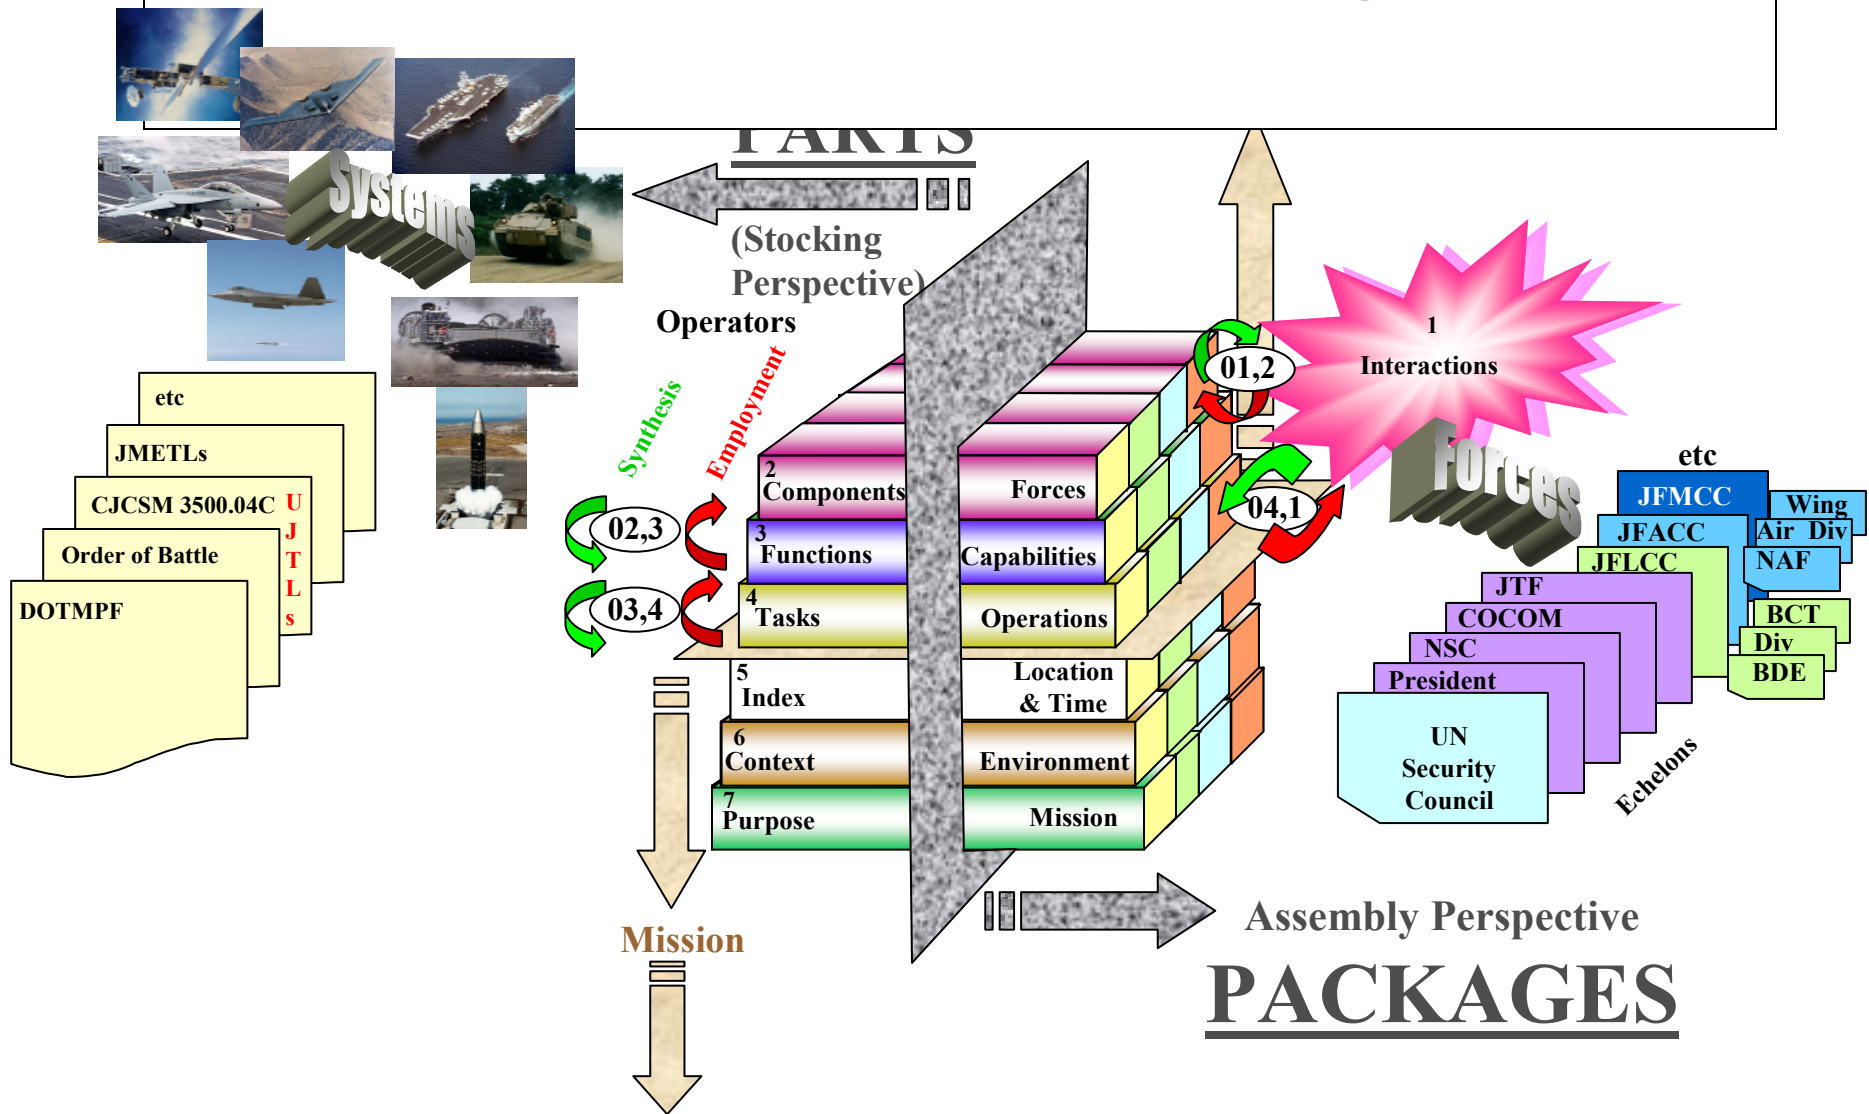 PARTS
(Stocking
Perspective)
Systems
Operators
Synthesis
Employment
01,2
1
Interactions
Forces
04,1
02,3
03,4
2
Components
Forces
3
Functions
Capabilities
4
Tasks
Operations
5
Index
Location
& Time
6
Context
Environment
7
Purpose
Mission
etc
JMETLs
CJCSM 3500.04C
UJTLs
Order of Battle
DOTMPF
etc
JFMCC
Wing
JFACC
Air Div
JFLCC
NAF
JTF
COCOM
BCT
NSC
Div
President
BDE
UN
Security
Council
Echelons
Mission
Assembly Perspective
PACKAGES